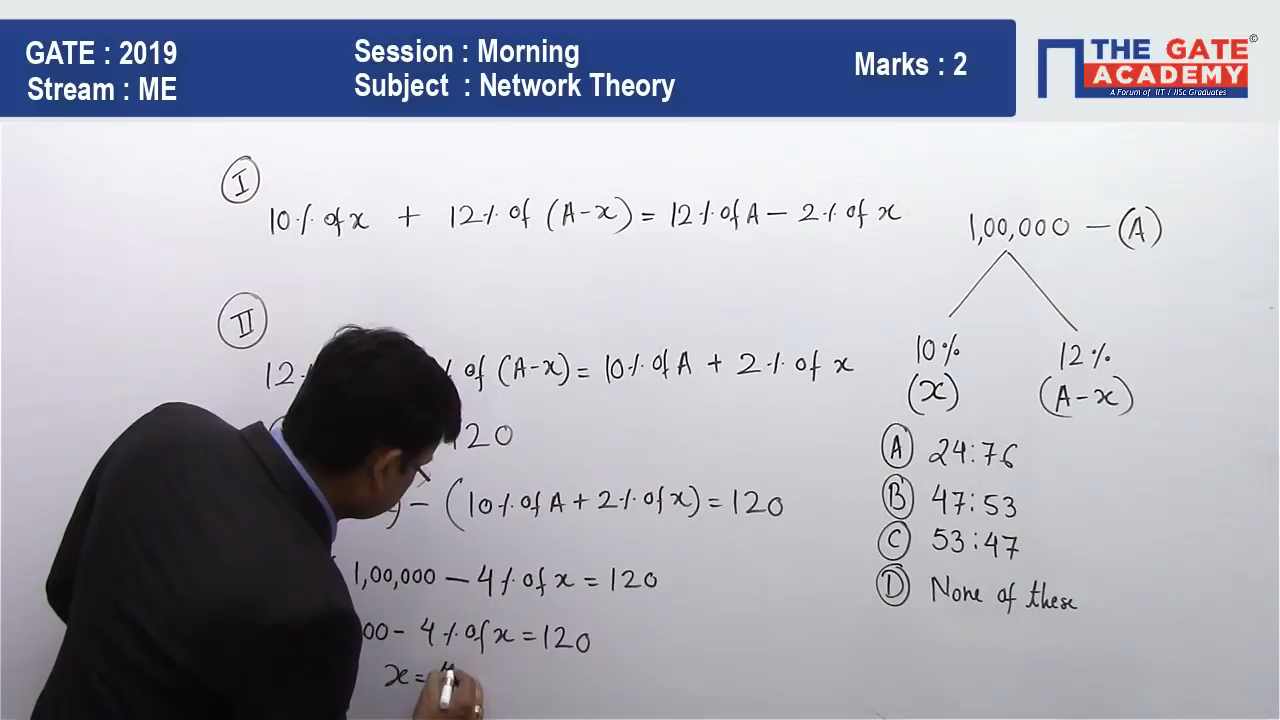 GATE : 2019
Stream : ME
Session : Morning
Subject : Network Theory
Marks : 2
THE GATE
ACADEMY
©
A Forum of IIT / IISc Graduates
I
10% of x + 12% of (A-x) = 12% of A - 2% of x
II
12 of (A-x) = 10% of A + 2% of x
120
- (10% of A + 2% of x) = 120
1,00,000 - 4% of x = 120
00 - 4% of x = 120
x =
1,00,000 - (A)
10% 12%
(x) (A-x)
A 24:76
B 47:53
C 53:47
D None of these